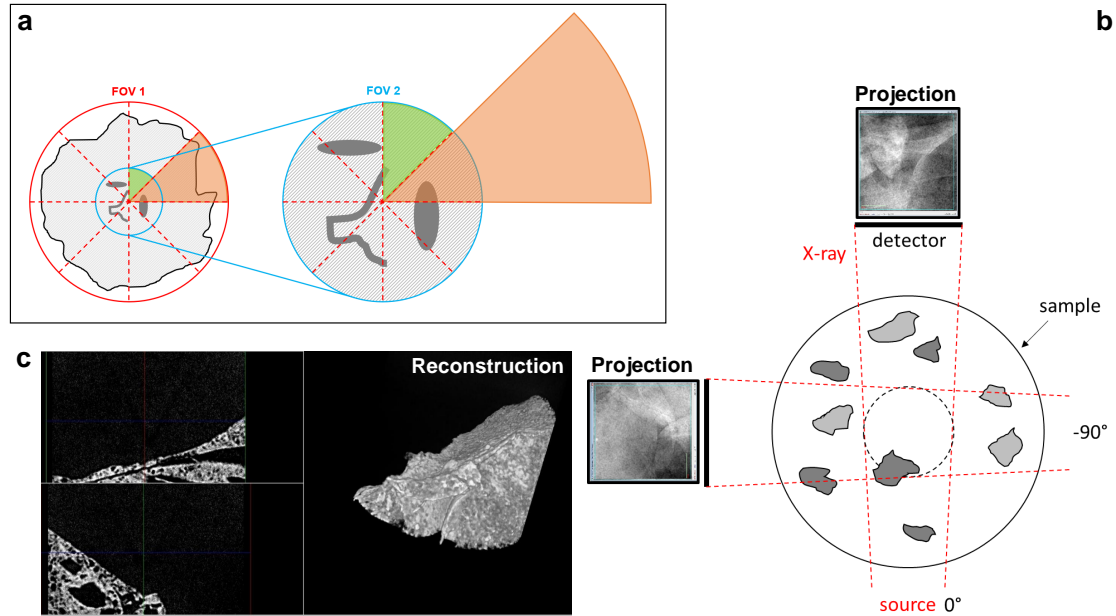 a
FOV 1
FOV 2
b
Projection
detector
X-ray
sample
Projection
-90°
source 0°
c
Reconstruction